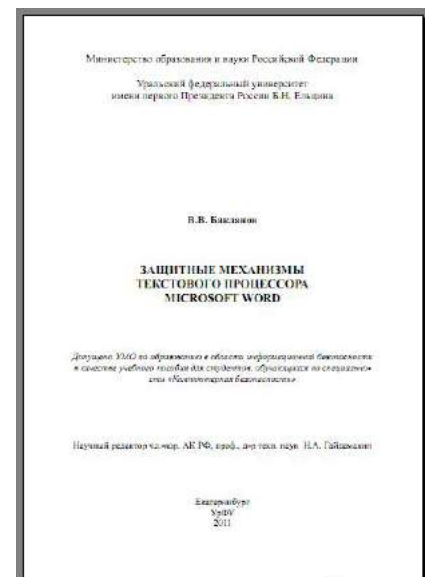 Министерство образования и науки Российской Федерации
Уральский федеральный университет
имени первого Президента России Б.Н. Ельцина
В.В. Бакланов
ЗАЩИТНЫЕ МЕХАНИЗМЫ
ТЕКСТОВОГО ПРОЦЕССОРА
MICROSOFT WORD
Допущено УМО по образованию в области информационной безопасности
в качестве учебного пособия для студентов, обучающихся по специально-
сти «Компьютерная безопасность»
Научный редактор чл.-кор. АК РФ, проф., д-р техн. наук Н.А. Гайдамакин
Екатеринбург
УрФУ
2011